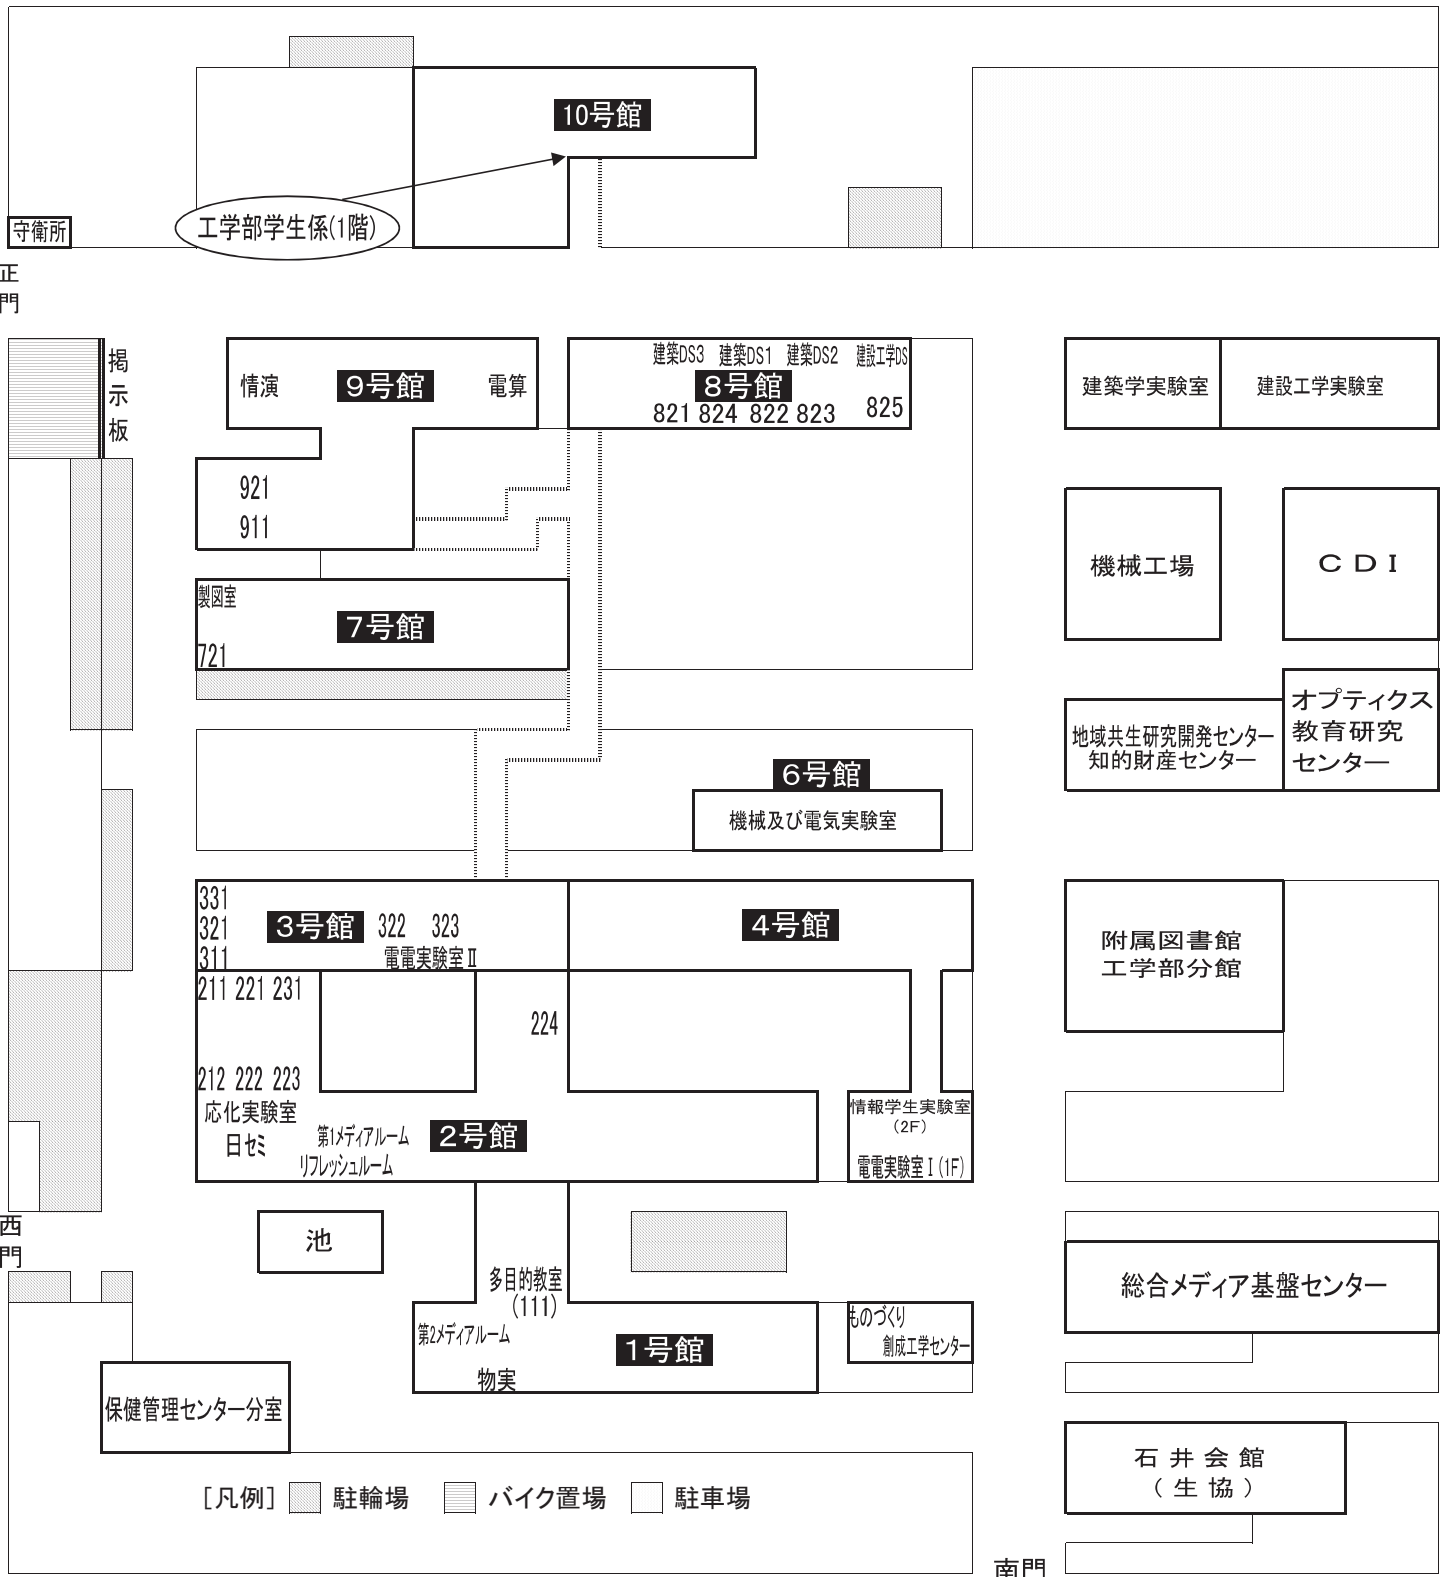 10号館
工学部学生係(1階)
守衛所
正
門
掲
示
板
情演
9号館
電算
921
911
建築DS3 建築DS1 建築DS2 建設工学DS
8号館
821 824 822 823 825
建築学実験室
建設工学実験室
機械工場
CDI
製図室
7号館
721
地域共生研究開発センター
知的財産センター
オプティクス
教育研究
センター
6号館
機械及び電気実験室
331
321
311
3号館
322 323
電電実験室Ⅱ
4号館
附属図書館
工学部分館
211 221 231
224
212 222 223
応化実験室
日セミ
第1メディアルーム
リフレッシュルーム
2号館
情報学生実験室
(2F)
電電実験室Ⅰ(1F)
西
門
池
多目的教室
(111)
第2メディアルーム
物実
1号館
ものづくり
創成工学センター
総合メディア基盤センター
保健管理センター分室
石井会館
(生協)
[凡例] 駐輪場 バイク置場 駐車場
南門